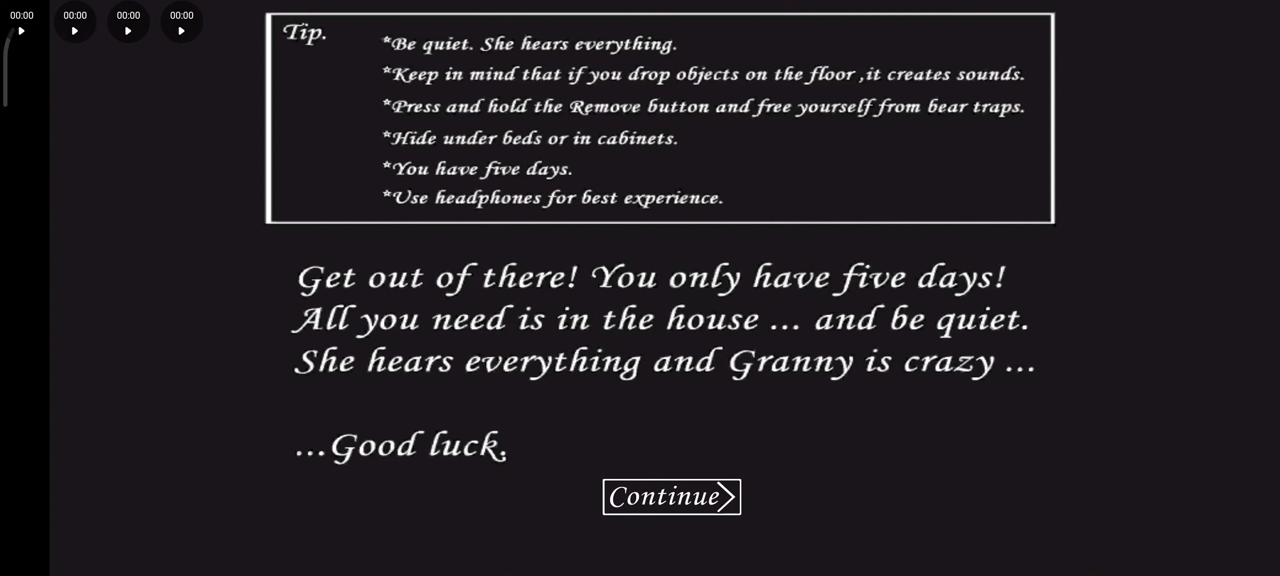 00:00 00:00 00:00 00:00
Tip.
*Be quiet. She hears everything.
*Keep in mind that if you drop objects on the floor ,it creates sounds.
*Press and hold the Remove button and free yourself from bear traps.
*Hide under beds or in cabinets.
*You have five days.
*Use headphones for best experience.
Get out of there! You only have five days!
All you need is in the house ... and be quiet.
She hears everything and Granny is crazy ...
...Good luck.
Continue